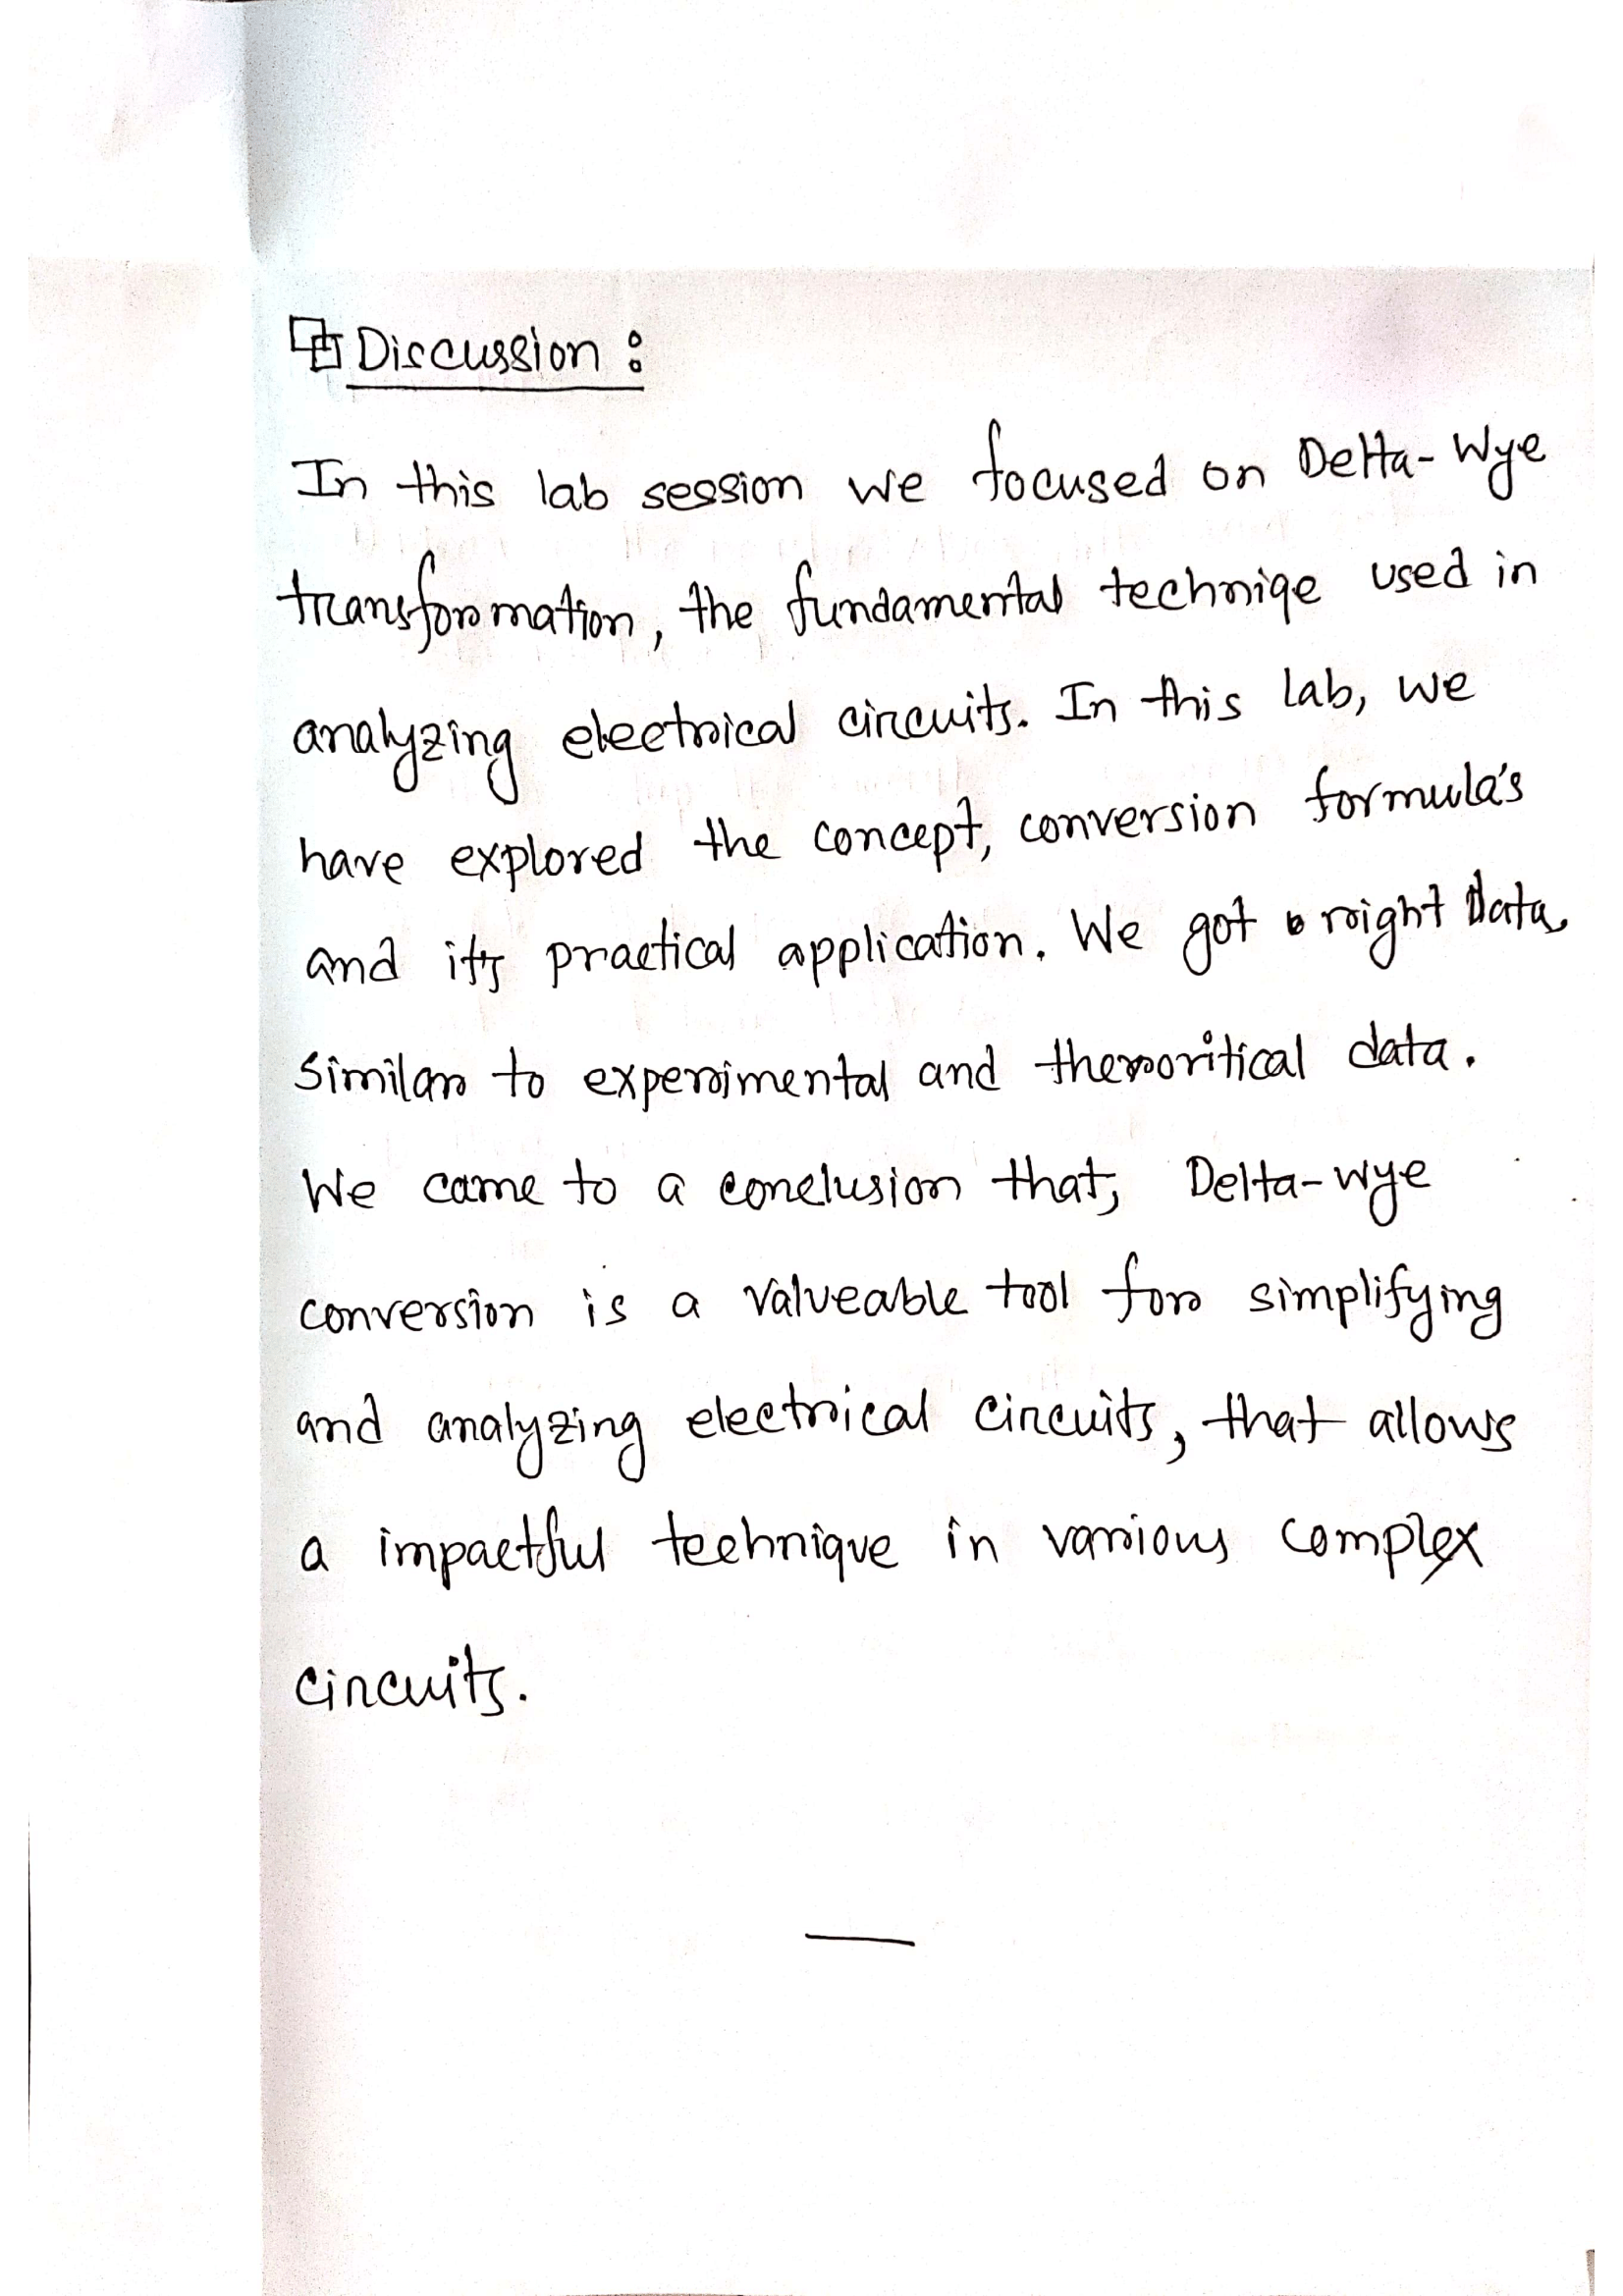 Discussion :
In this lab session we focused on Delta-Wye
transformation, the fundamental techniqe used in
analyzing electrical circuits. In this lab, we
have explored the concept, conversion formula's
and its practical application. We got right data,
similar to experimental and theoritical data.
We came to a conclusion that, Delta-wye
conversion is a valueable tool for simplifying
and analyzing electrical circuits, that allows
a impactful technique in various complex
circuits.